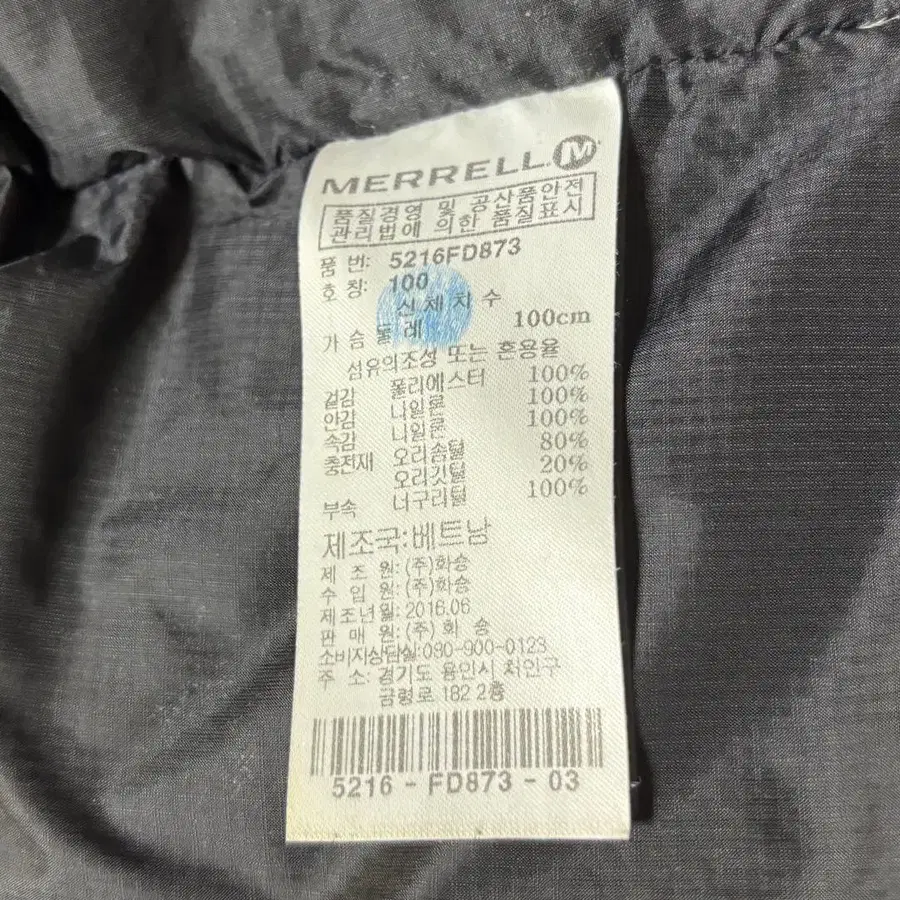 MERRELL M
품질경영 및 공산품안전
관리법에 의한 품질표시
품 번: 5216FD873
호 칭: 100
신체치수
가 슴 둘 레 100cm
섬유의조성 또는 혼용율
겉감 폴리에스터 100%
안감 나일론 100%
속감 나일론 100%
충전재 오리솜털 80%
오리깃털 20%
부속 너구리털 100%
제조국:베트남
제 조 원:(주)화승
수 입 원:(주)화승
제조년월:2016.06
판 매 원:(주) 화 승
소비자상담실:080-900-0123
주 소: 경기도 용인시 처인구
금령로 182 2층
5216 - FD873 - 03